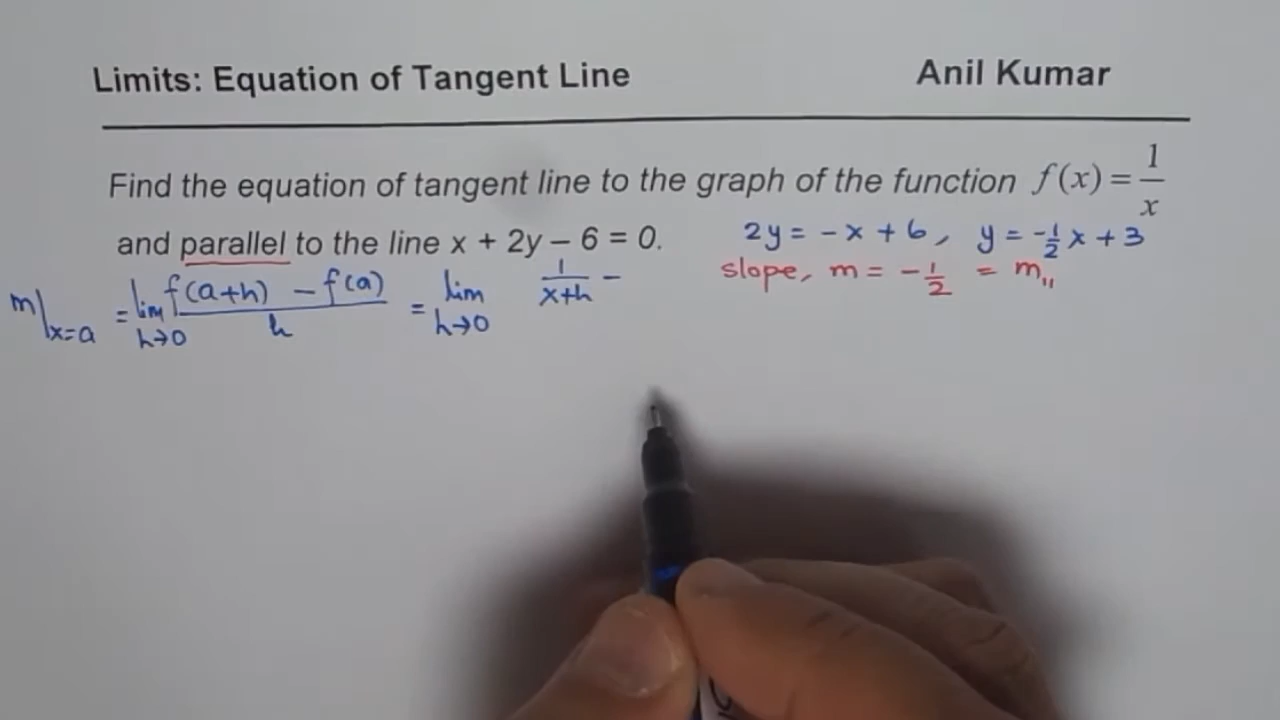 Limits: Equation of Tangent Line Anil Kumar
Find the equation of tangent line to the graph of the function f(x) = 1/x
and parallel to the line x + 2y – 6 = 0. 2y = -x + 6, y = -1/2 x + 3
slope, m = -1/2 = m₁₁
m|x=a = lim h→0 f(a+h) - f(a) / h = lim h→0 1/x+h -